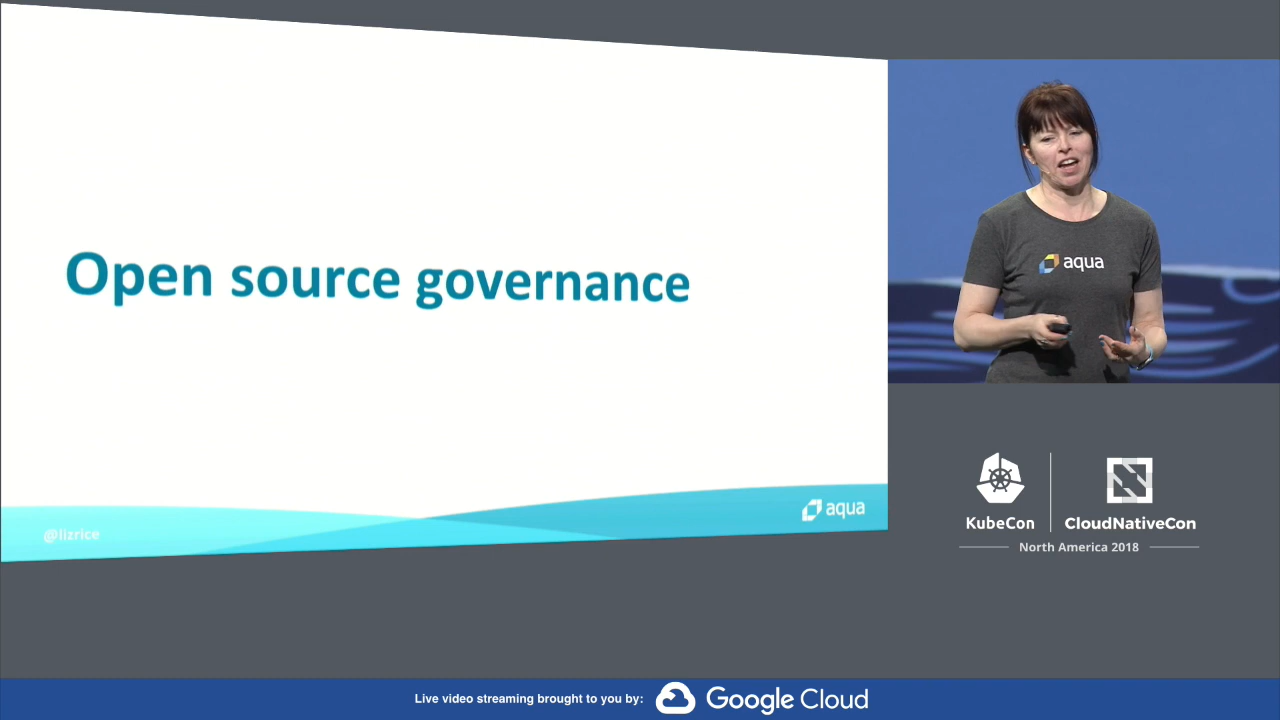 Open source governance
@lizrice
aqua
aqua
KubeCon
CloudNativeCon
North America 2018
Live video streaming brought to you by:
Google Cloud